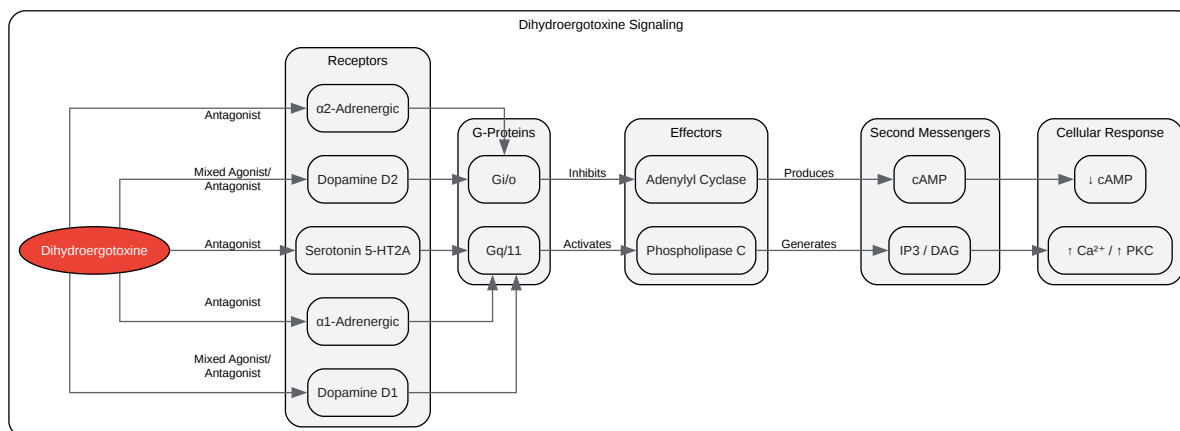 Dihydroergotoxine Signaling
Receptors
α2-Adrenergic
Antagonist
G-Proteins
Effectors
Second Messengers
Cellular Response
Mixed Agonist/
Antagonist
Dopamine D2
Gi/o
Inhibits
Adenylyl Cyclase
Produces
cAMP
↓ cAMP
Dihydroergotoxine
Antagonist
Serotonin 5-HT2A
Gq/11
Activates
Phospholipase C
Generates
IP3 / DAG
↑ Ca²⁺ / ↑ PKC
Antagonist
α1-Adrenergic
Mixed Agonist/
Antagonist
Dopamine D1